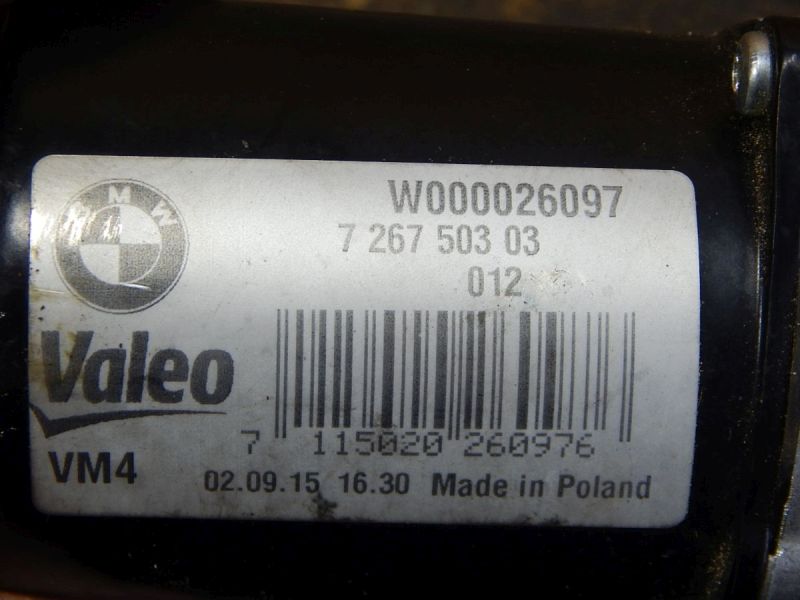 BMW
W000026097
7 267 503 03
012
Valeo
7 115020 260976
VM4
02.09.15 16.30 Made in Poland